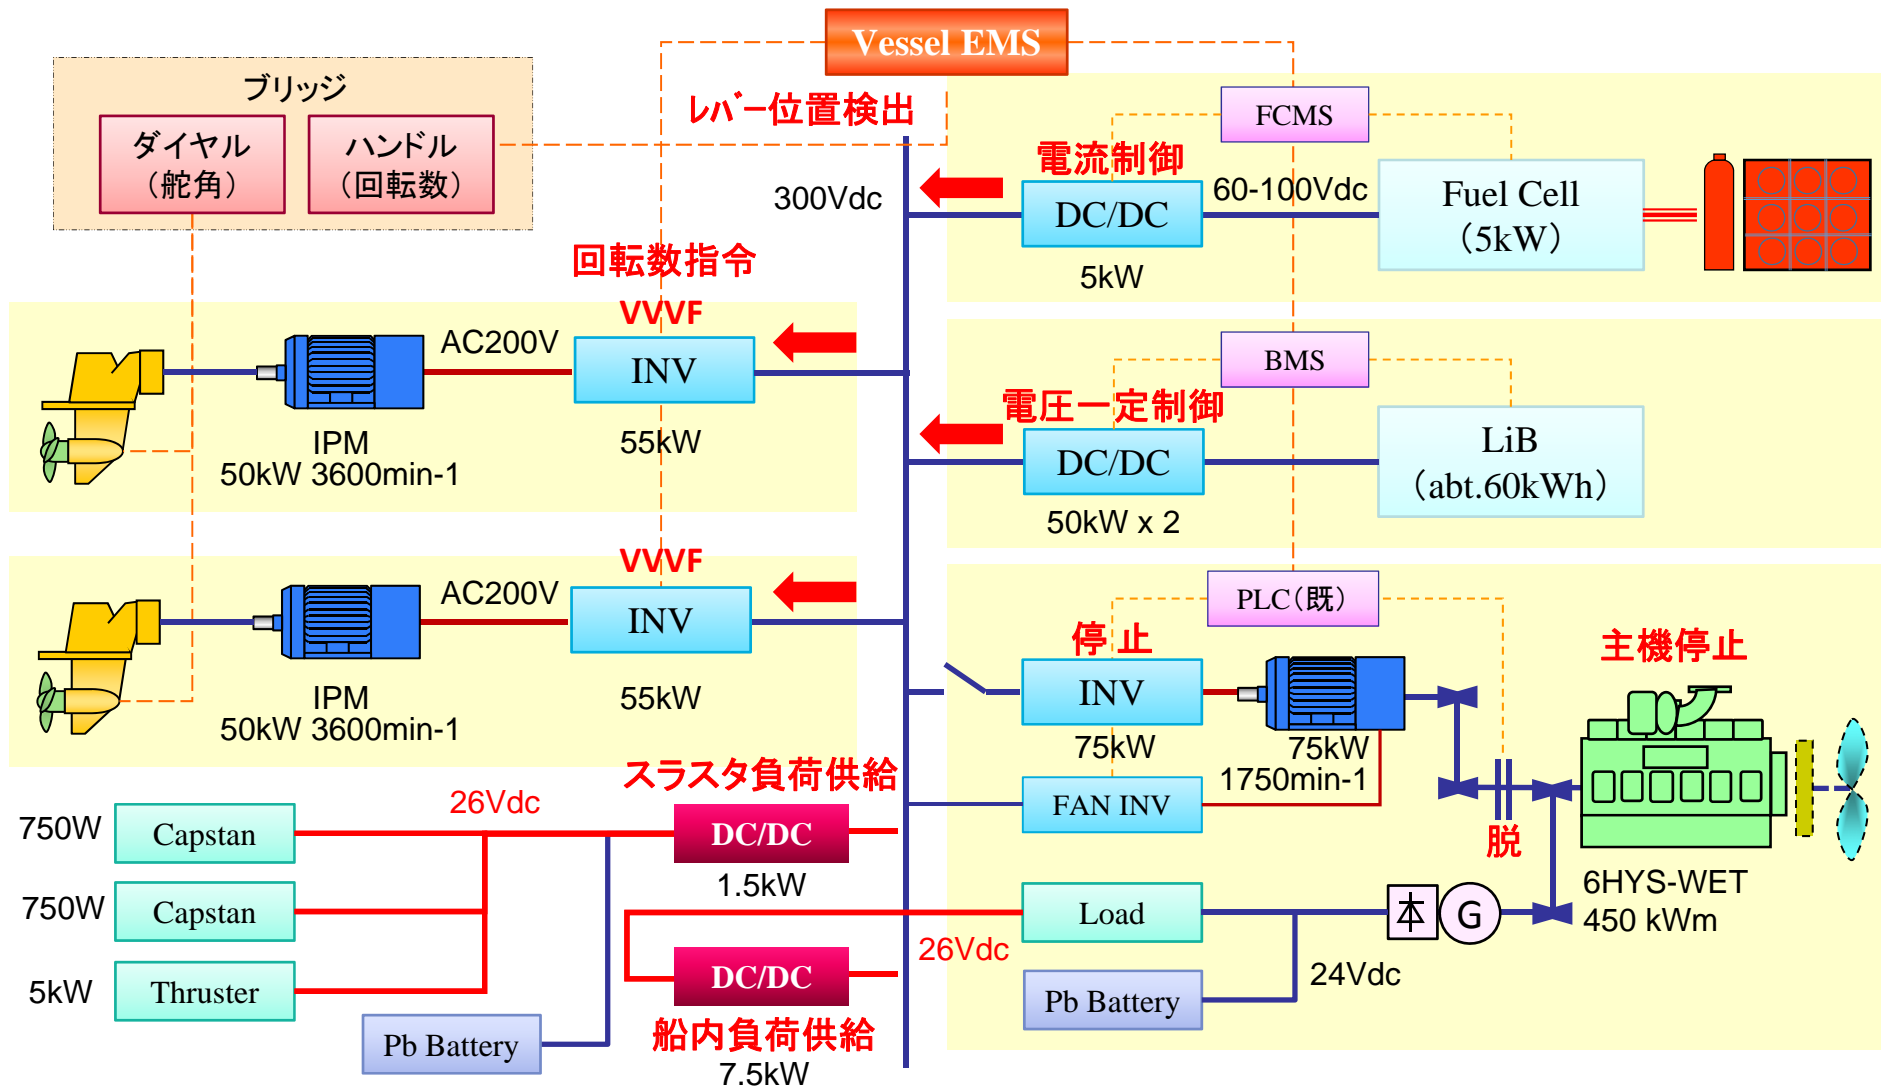 Vessel EMS
ブリッジ
ダイヤル
（舵角）
ハンドル
（回転数）
レバー位置検出
FCMS
電流制御
300Vdc
DC/DC
5kW
60-100Vdc
Fuel Cell
（5kW）
回転数指令
VVVF
AC200V
INV
55kW
IPM
50kW 3600min-1
BMS
電圧一定制御
DC/DC
50kW x 2
LiB
（abt.60kWh）
VVVF
AC200V
INV
55kW
IPM
50kW 3600min-1
PLC（既）
停止
INV
75kW
75kW
1750min-1
FAN INV
主機停止
脱
6HYS-WET
450 kWm
スラスタ負荷供給
26Vdc
DC/DC
1.5kW
750W
Capstan
750W
Capstan
5kW
Thruster
Pb Battery
DC/DC
船内負荷供給
7.5kW
26Vdc
Load
本
G
24Vdc
Pb Battery